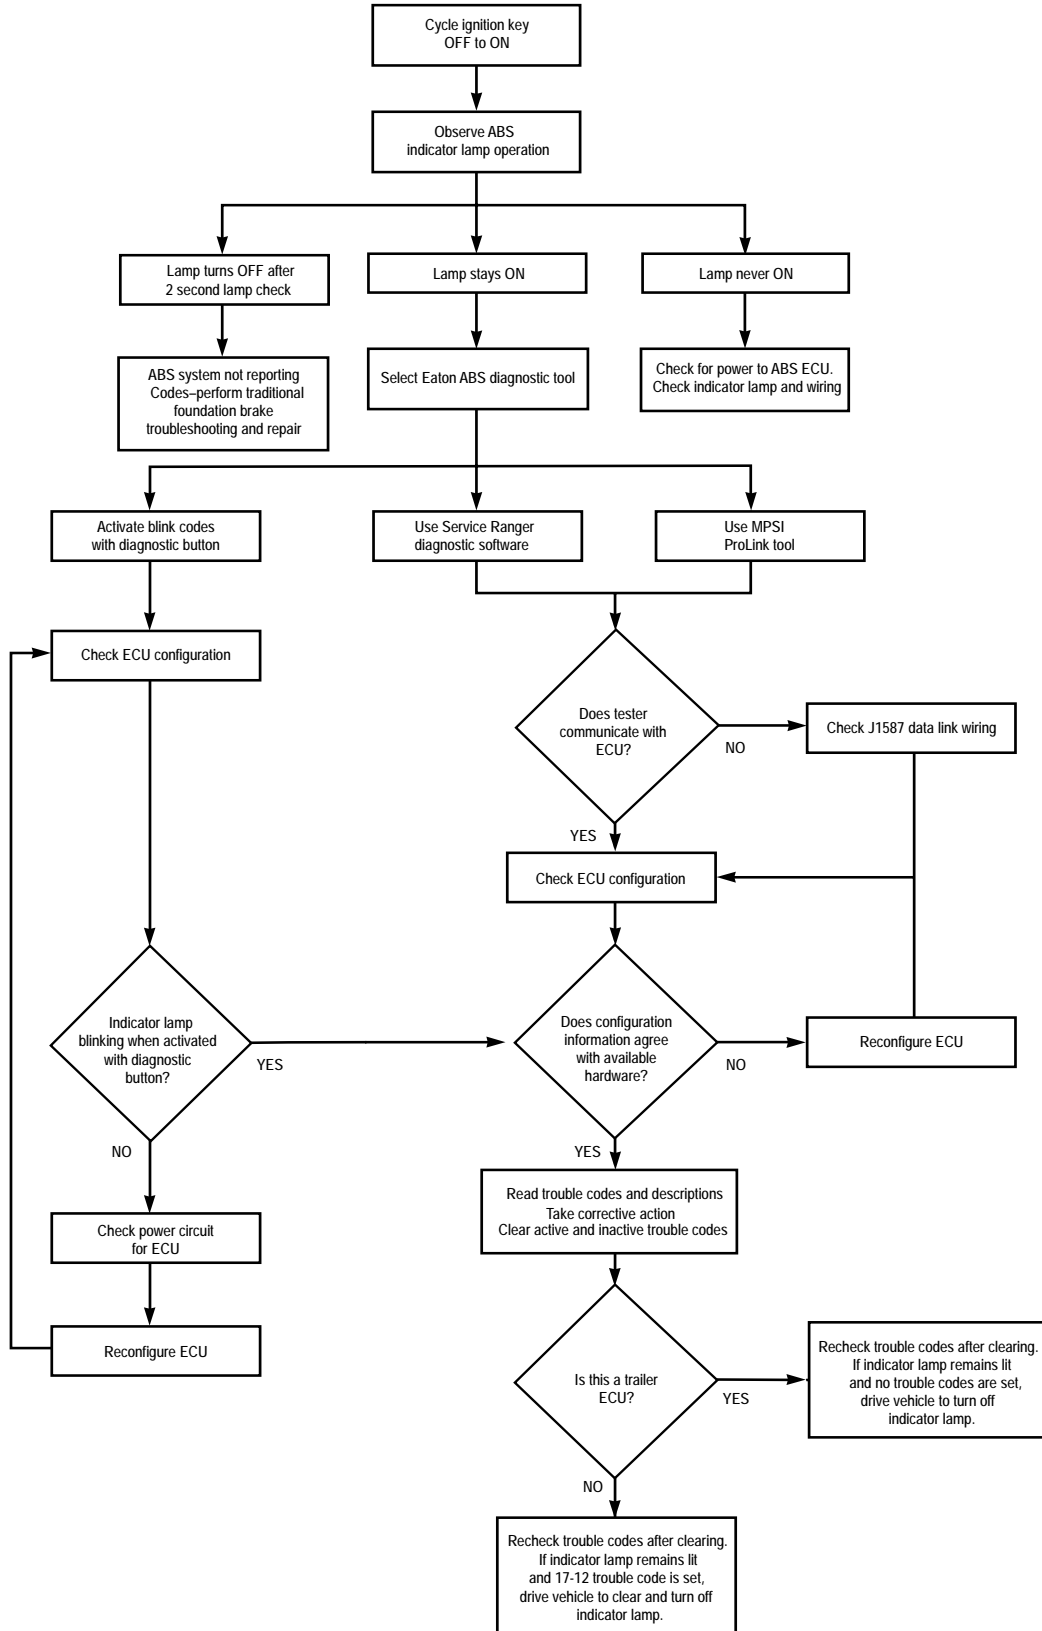 Cycle ignition key
OFF to ON
Observe ABS
indicator lamp operation
Lamp turns OFF after
2 second lamp check
Lamp stays ON
Lamp never ON
ABS system not reporting
Codes–perform traditional
foundation brake
troubleshooting and repair
Select Eaton ABS diagnostic tool
Check for power to ABS ECU.
Check indicator lamp and wiring
Activate blink codes
with diagnostic button
Use Service Ranger
diagnostic software
Use MPSI
ProLink tool
Check ECU configuration
Does tester
communicate with
ECU?
NO
Check J1587 data link wiring
YES
Check ECU configuration
Indicator lamp
blinking when activated
with diagnostic
button?
YES
NO
Does configuration
information agree
with available
hardware?
NO
Reconfigure ECU
YES
Check power circuit
for ECU
Reconfigure ECU
Read trouble codes and descriptions
Take corrective action
Clear active and inactive trouble codes
Is this a trailer
ECU?
YES
Recheck trouble codes after clearing.
If indicator lamp remains lit
and no trouble codes are set,
drive vehicle to turn off
indicator lamp.
NO
Recheck trouble codes after clearing.
If indicator lamp remains lit
and 17-12 trouble code is set,
drive vehicle to clear and turn off
indicator lamp.